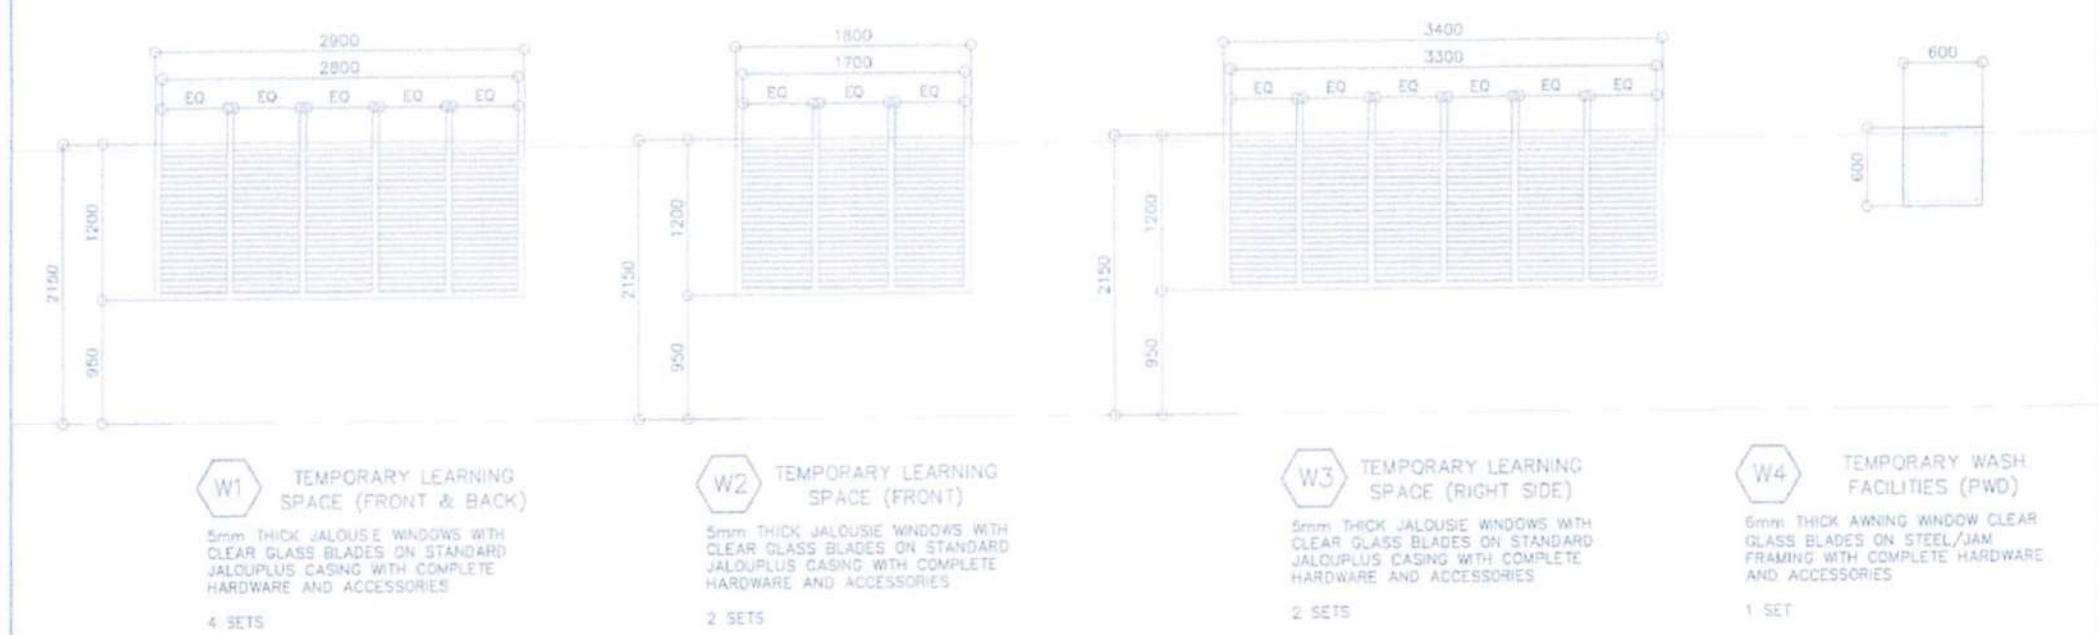 2900
2800
EQ EQ EQ EQ EQ
1200
2150
950
W1
TEMPORARY LEARNING
SPACE (FRONT & BACK)
5mm THICK JALOUSIE WINDOWS WITH
CLEAR GLASS BLADES ON STANDARD
JALOUPLUS CASING WITH COMPLETE
HARDWARE AND ACCESSORIES
4 SETS
1800
1700
EQ EQ EQ
1200
2150
950
W2
TEMPORARY LEARNING
SPACE (FRONT)
5mm THICK JALOUSIE WINDOWS WITH
CLEAR GLASS BLADES ON STANDARD
JALOUPLUS CASING WITH COMPLETE
HARDWARE AND ACCESSORIES
2 SETS
3400
3300
EQ EQ EQ EQ EQ EQ
1200
2150
950
W3
TEMPORARY LEARNING
SPACE (RIGHT SIDE)
5mm THICK JALOUSIE WINDOWS WITH
CLEAR GLASS BLADES ON STANDARD
JALOUPLUS CASING WITH COMPLETE
HARDWARE AND ACCESSORIES
2 SETS
600
600
W4
TEMPORARY WASH
FACILITIES (PWD)
6mm THICK AWNING WINDOW CLEAR
GLASS BLADES ON STEEL/JAM
FRAMING WITH COMPLETE HARDWARE
AND ACCESSORIES
1 SET